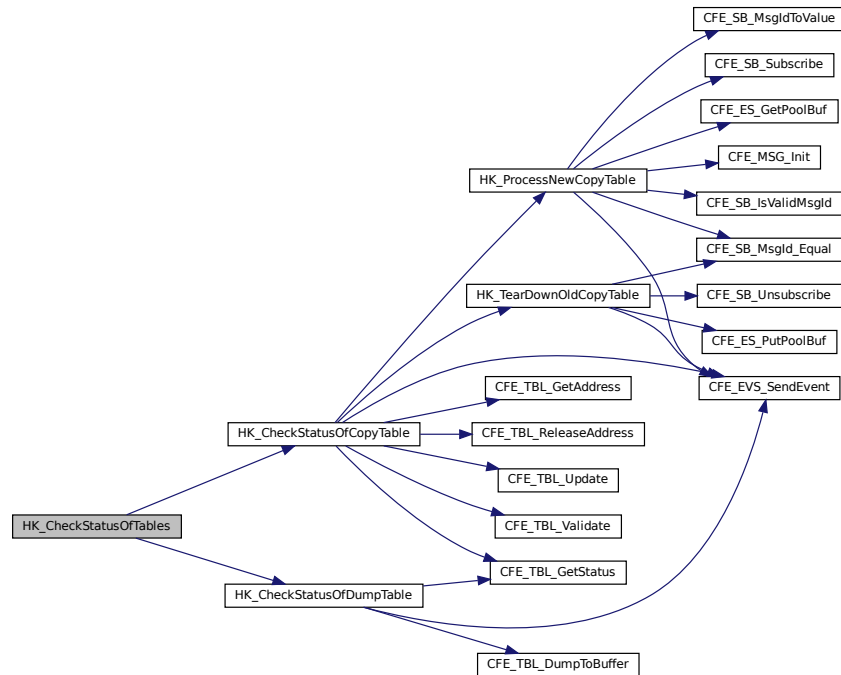 CFE_SB_MsgIdToValue
CFE_SB_Subscribe
CFE_ES_GetPoolBuf
CFE_MSG_Init
HK_ProcessNewCopyTable
CFE_SB_IsValidMsgId
CFE_SB_MsgId_Equal
HK_TearDownOldCopyTable
CFE_SB_Unsubscribe
CFE_ES_PutPoolBuf
CFE_TBL_GetAddress
CFE_EVS_SendEvent
HK_CheckStatusOfCopyTable
CFE_TBL_ReleaseAddress
CFE_TBL_Update
HK_CheckStatusOfTables
CFE_TBL_Validate
CFE_TBL_GetStatus
HK_CheckStatusOfDumpTable
CFE_TBL_DumpToBuffer